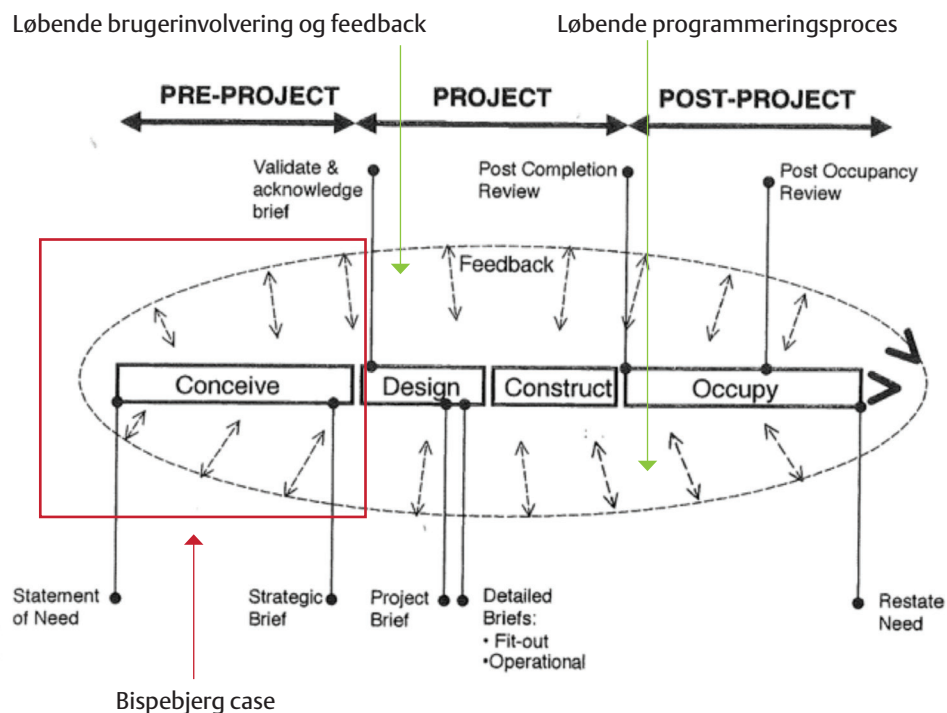 Løbende brugerinvolvering og feedback
Løbende programmeringsproces
PRE-PROJECT
PROJECT
POST-PROJECT
Validate &
acknowledge
brief
Post Completion
Review
Post Occupancy
Review
Feedback
Conceive
Design
Construct
Occupy
Statement
of Need
Strategic
Brief
Project
Brief
Detailed
Briefs:
• Fit-out
•Operational
Restate
Need
Bispebjerg case